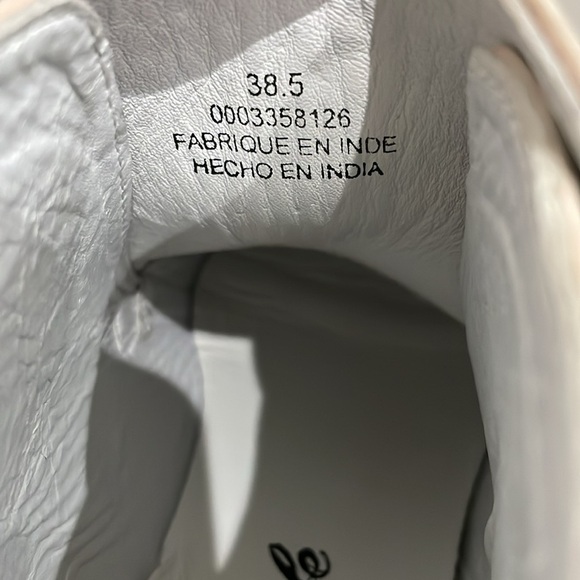 38.5
0003358126
FABRIQUE EN INDE
HECHO EN INDIA